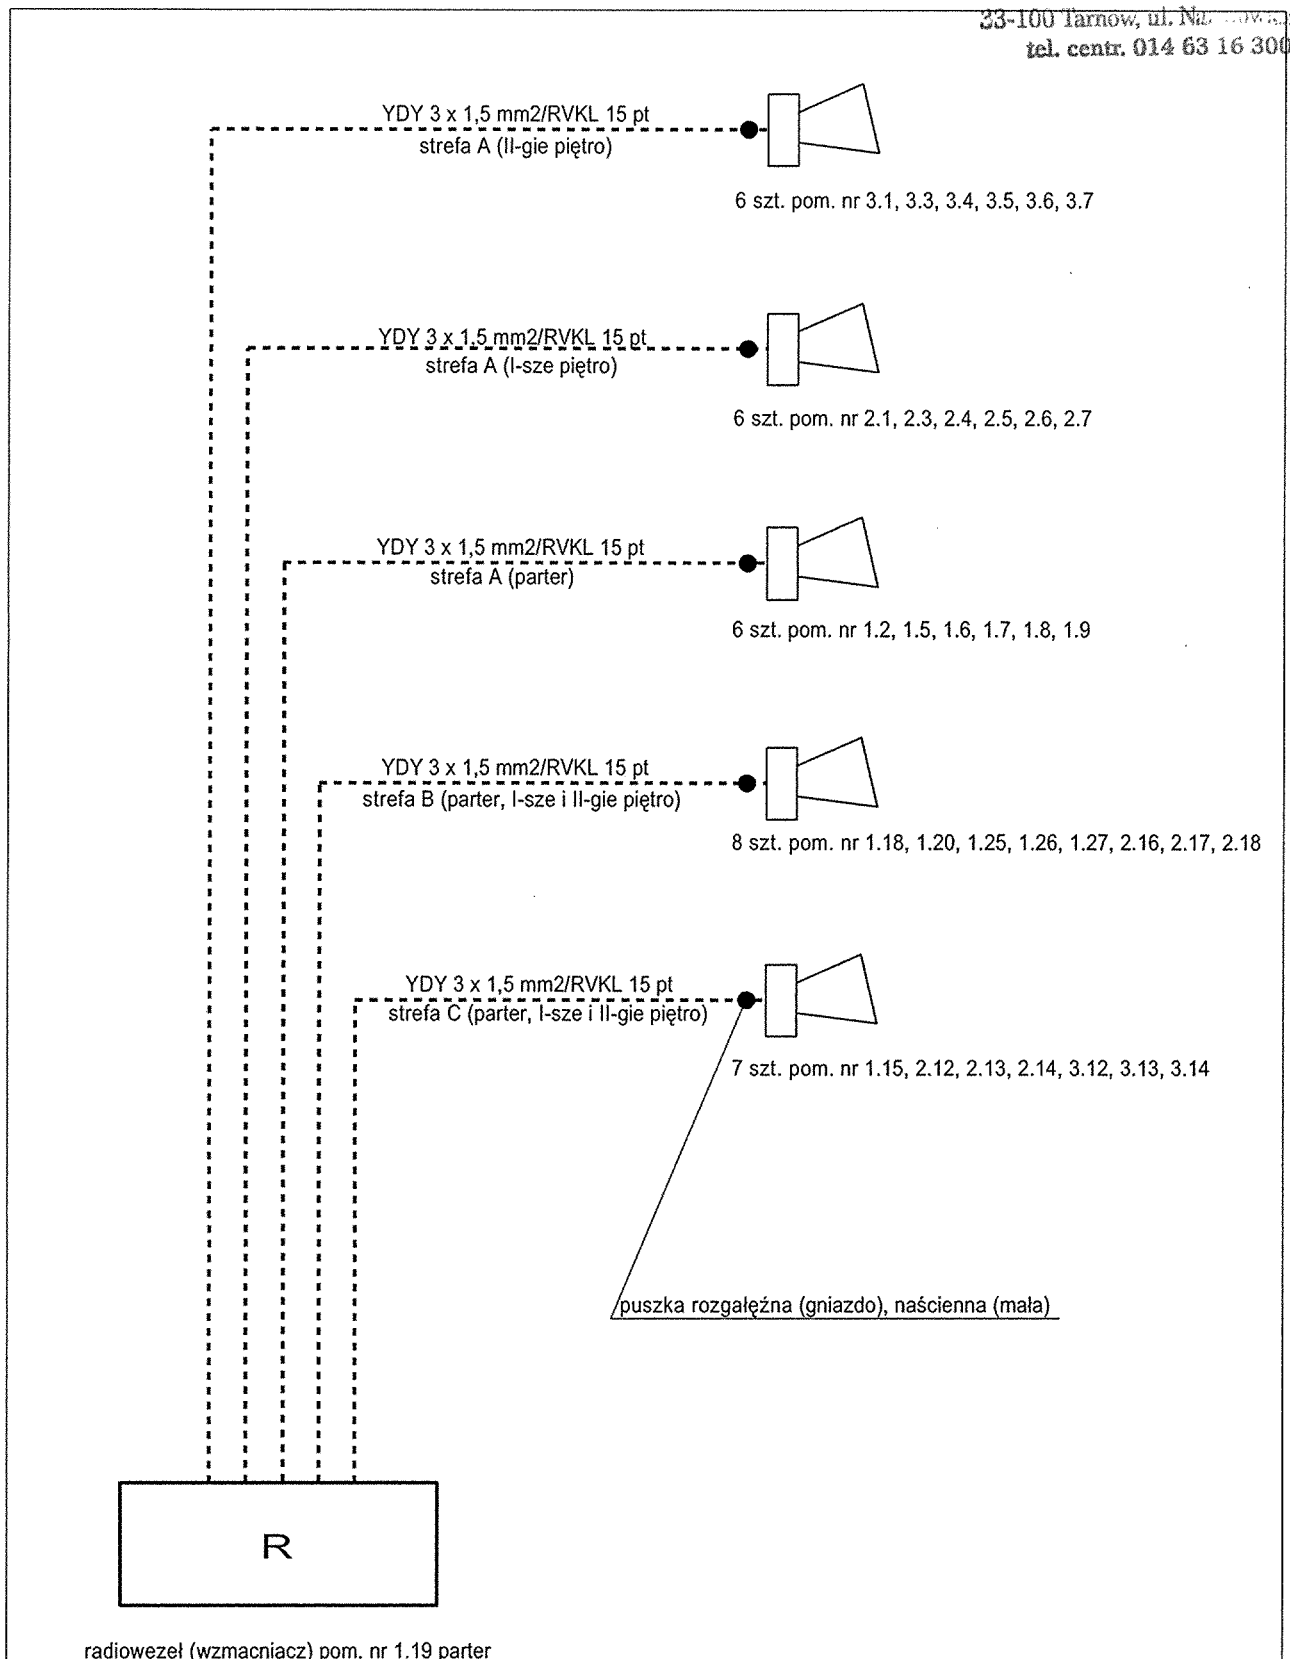 33-100 Tarnow, ul.
tel. centr. 014 63 16 300
YDY 3 x 1,5 mm2/RVKL 15 pt
strefa A (II-gie piętro)
6 szt. pom. nr 3.1, 3.3, 3.4, 3.5, 3.6, 3.7
YDY 3 x 1,5 mm2/RVKL 15 pt
strefa A (I-sze piętro)
6 szt. pom. nr 2.1, 2.3, 2.4, 2.5, 2.6, 2.7
YDY 3 x 1,5 mm2/RVKL 15 pt
strefa A (parter)
6 szt. pom. nr 1.2, 1.5, 1.6, 1.7, 1.8, 1.9
YDY 3 x 1,5 mm2/RVKL 15 pt
strefa B (parter, I-sze i II-gie piętro)
8 szt. pom. nr 1.18, 1.20, 1.25, 1.26, 1.27, 2.16, 2.17, 2.18
YDY 3 x 1,5 mm2/RVKL 15 pt
strefa C (parter, I-sze i II-gie piętro)
7 szt. pom. nr 1.15, 2.12, 2.13, 2.14, 3.12, 3.13, 3.14
puszka rozgałęźna (gniazdo), naścienna (mała)
R
radiowezeł (wzmacniacz) pom. nr 1.19 parter